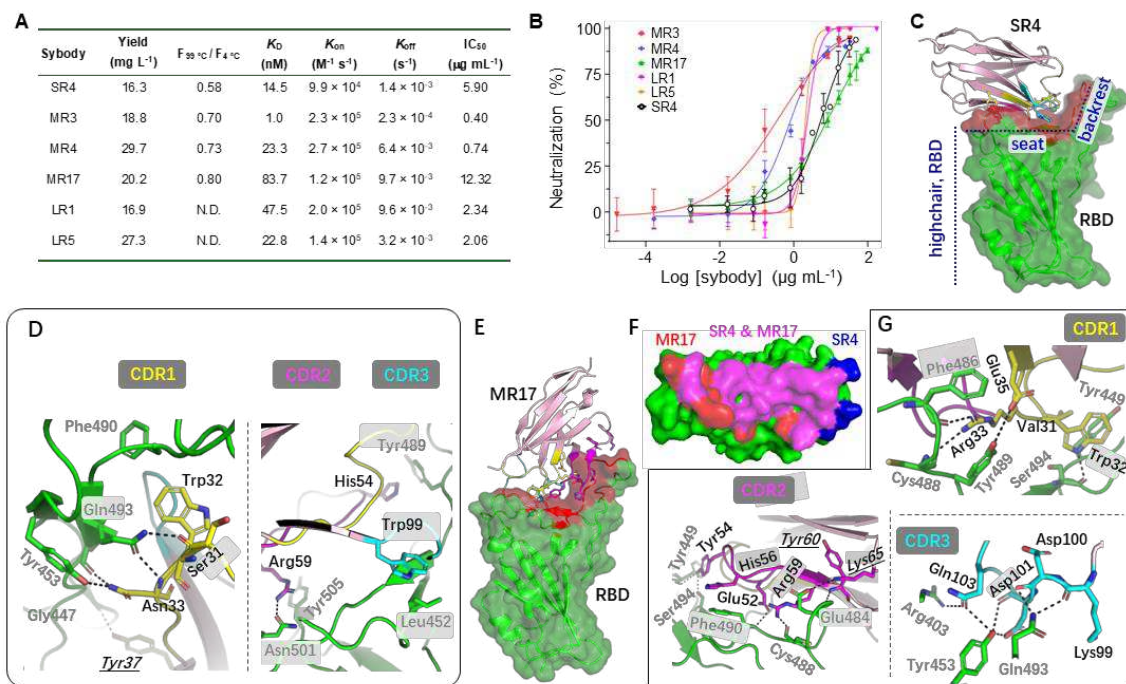 A
Sybody Yield (mg L⁻¹) F 99 °C / F 4 °C K D (nM) K on (M⁻¹ s⁻¹) K off (s⁻¹) IC 50 (μg mL⁻¹)
SR4 16.3 0.58 14.5 9.9 × 10⁴ 1.4 × 10⁻³ 5.90
MR3 18.8 0.70 1.0 2.3 × 10⁵ 2.3 × 10⁻⁴ 0.40
MR4 29.7 0.73 23.3 2.7 × 10⁵ 6.4 × 10⁻³ 0.74
MR17 20.2 0.80 83.7 1.2 × 10⁵ 9.7 × 10⁻³ 12.32
LR1 16.9 N.D. 47.5 2.0 × 10⁵ 9.6 × 10⁻³ 2.34
LR5 27.3 N.D. 22.8 1.4 × 10⁵ 3.2 × 10⁻³ 2.06
B
Neutralization (%)
100
75
50
25
0
MR3
MR4
MR17
LR1
LR5
SR4
−4 −2 0 2
Log [sybody] (μg mL⁻¹)
C
SR4
backrest
seat
highchair, RBD
RBD
D
CDR1
Phe490
Trp32
Gln493
Tyr453
Ser31
Asn33
Gly447
Tyr37
CDR2
CDR3
Tyr489
His54
Trp99
Arg59
Tyr505
Leu452
Asn501
E
MR17
RBD
F
SR4 & MR17
MR17
SR4
G
CDR1
Phe486
Glu35
Tyr449
Arg33
Val31
Trp32
Cys488
Tyr489
Ser494
CDR2
Tyr449
Tyr54
Tyr60
Lys65
His56
Arg59
Ser494
Glu52
Phe490
Glu484
Cys488
CDR3
Asp100
Gln103
Asp101
Arg403
Tyr453
Gln493
Lys99